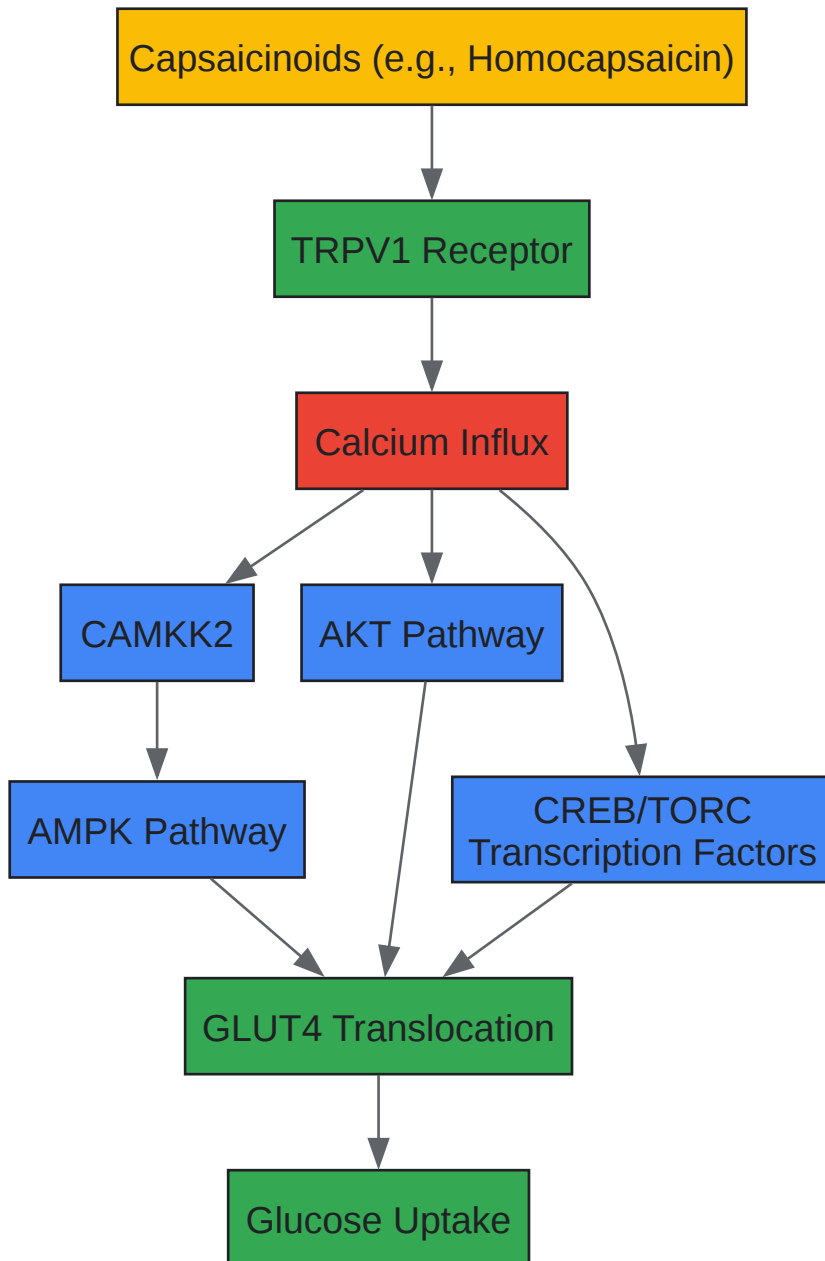 Capsaicinoids (e.g., Homocapsaicin)
TRPV1 Receptor
Calcium Influx
CAMKK2
AKT Pathway
AMPK Pathway
CREB/TORC
Transcription Factors
GLUT4 Translocation
Glucose Uptake